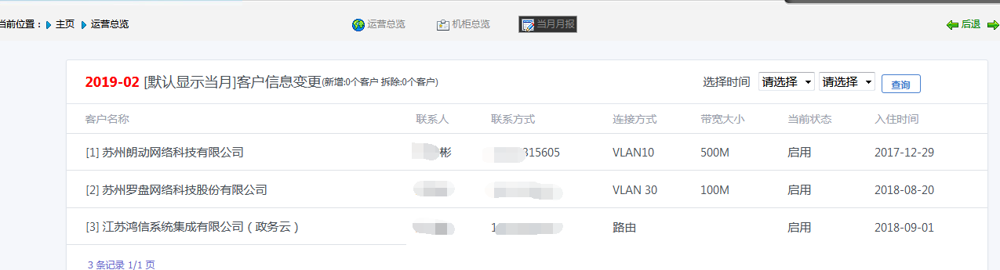 当前位置： 主页 运营总览 运营总览 机柜总览 当月月报 后退
2019-02 [默认显示当月]客户信息变更(新增:0个客户 拆除:0个客户) 选择时间 请选择 请选择 查询
客户名称 联系人 联系方式 连接方式 带宽大小 当前状态 入住时间
[1] 苏州朗动网络科技有限公司 彬 315605 VLAN10 500M 启用 2017-12-29
[2] 苏州罗盘网络科技股份有限公司 VLAN 30 100M 启用 2018-08-20
[3] 江苏鸿信系统集成有限公司（政务云） 1 路由 启用 2018-09-01
3 条记录 1/1 页